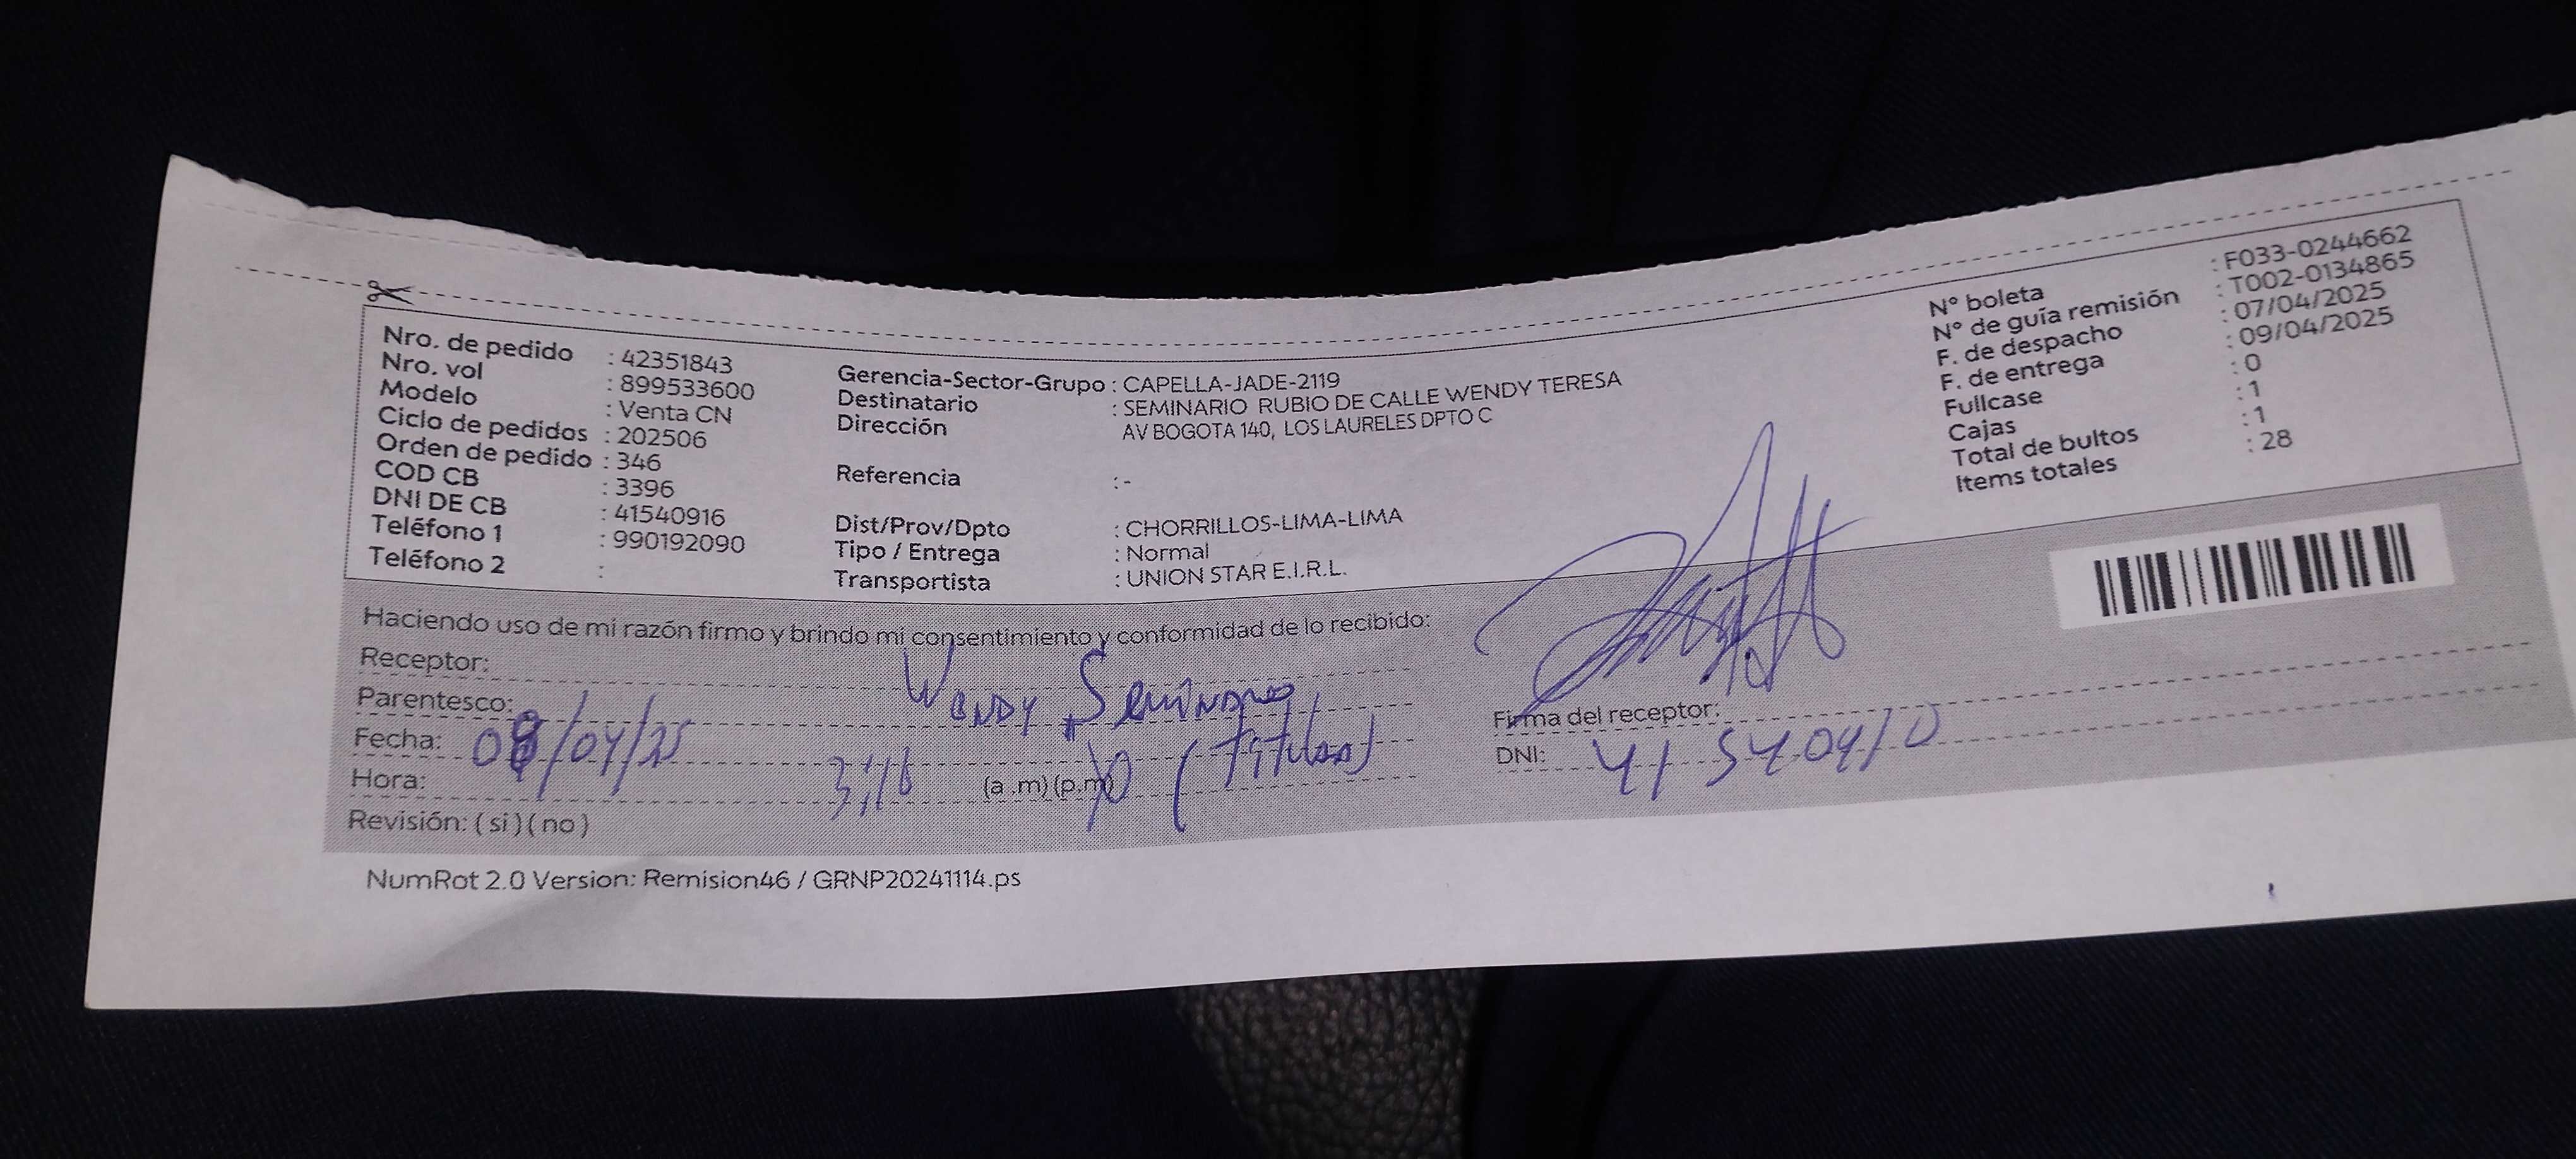 Nro. de pedido : 42351843
Nro. vol : 899533600
Modelo : Venta CN
Ciclo de pedidos : 202506
Orden de pedido : 346
COD CB : 3396
DNI DE CB : 41540916
Teléfono 1 : 990192090
Teléfono 2 :
Gerencia-Sector-Grupo : CAPELLA-JADE-2119
Destinatario : SEMINARIO RUBIO DE CALLE WENDY TERESA
Dirección AV BOGOTA 140, LOS LAURELES DPTO C
Referencia :-
Dist/Prov/Dpto : CHORRILLOS-LIMA-LIMA
Tipo / Entrega : Normal
Transportista : UNION STAR E.I.R.L.
N° boleta : F033-0244662
N° de guía remisión : T002-0134865
F. de despacho : 07/04/2025
F. de entrega : 09/04/2025
Fullcase : 0
Cajas : 1
Total de bultos : 1
Items totales : 28
Haciendo uso de mi razón firmo y brindo mi consentimiento y conformidad de lo recibido:
Receptor: Wendy
Parentesco: (Titular)
Fecha: /04/25
Hora: 3:16 (a .m) (p.m)
Revisión: ( si ) ( no )
Firma del receptor:
DNI:
NumRot 2.0 Version: Remision46 / GRNP20241114.ps